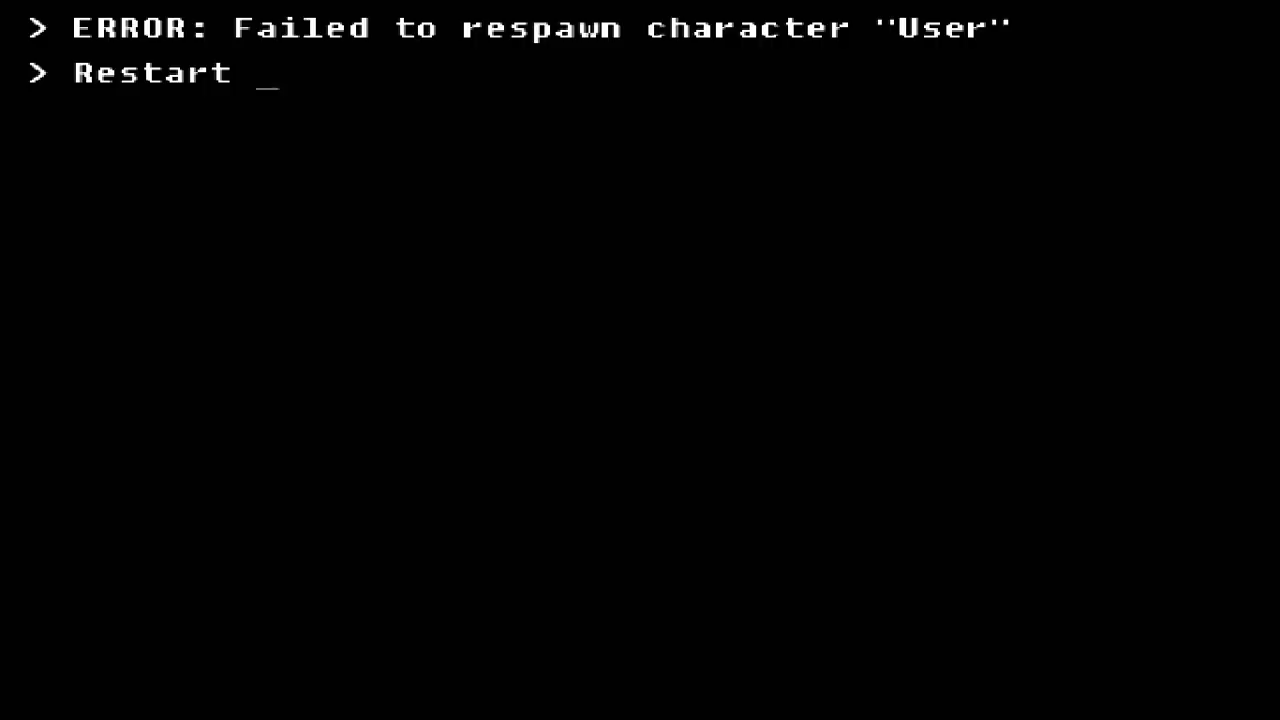 > ERROR: Failed to respawn character "User"
> Restart _